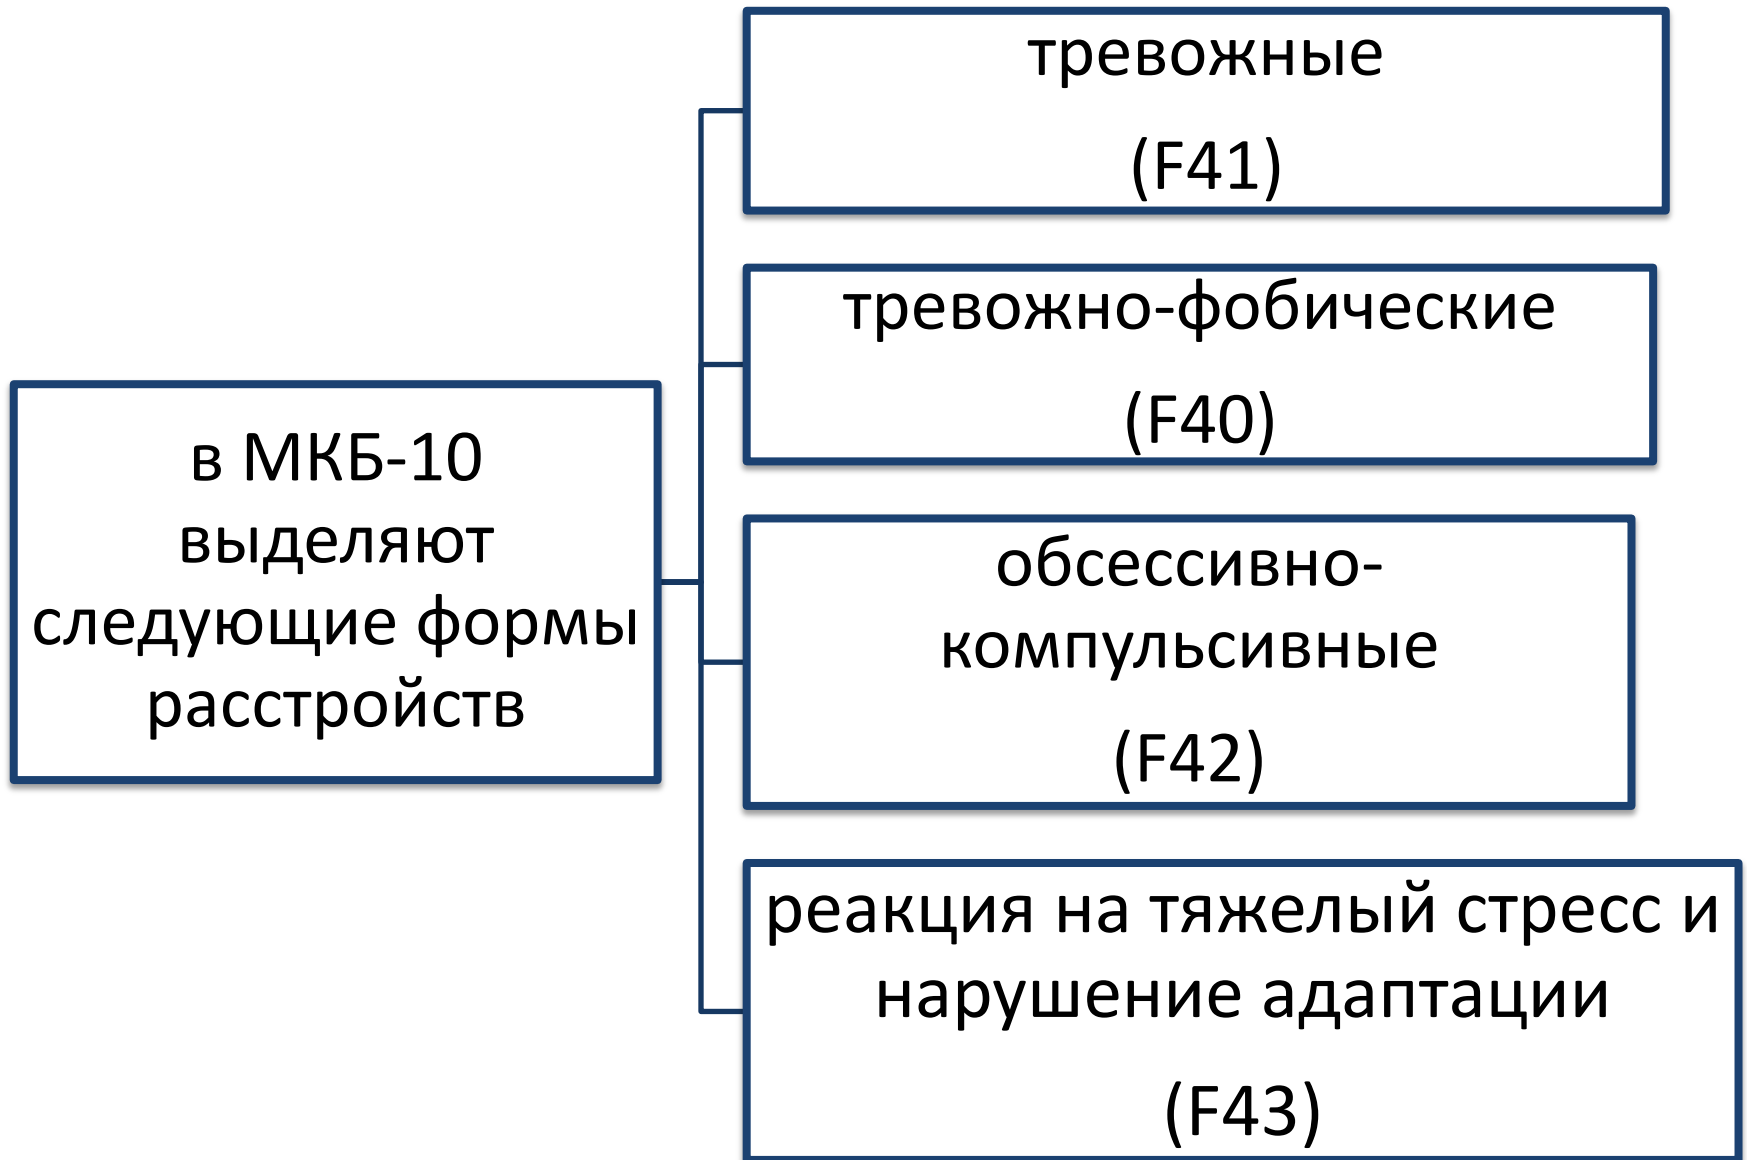 тревожные
(F41)
тревожно-фобические
(F40)
в МКБ-10
выделяют
следующие формы
расстройств
обсессивно-
компульсивные
(F42)
реакция на тяжелый стресс и
нарушение адаптации
(F43)